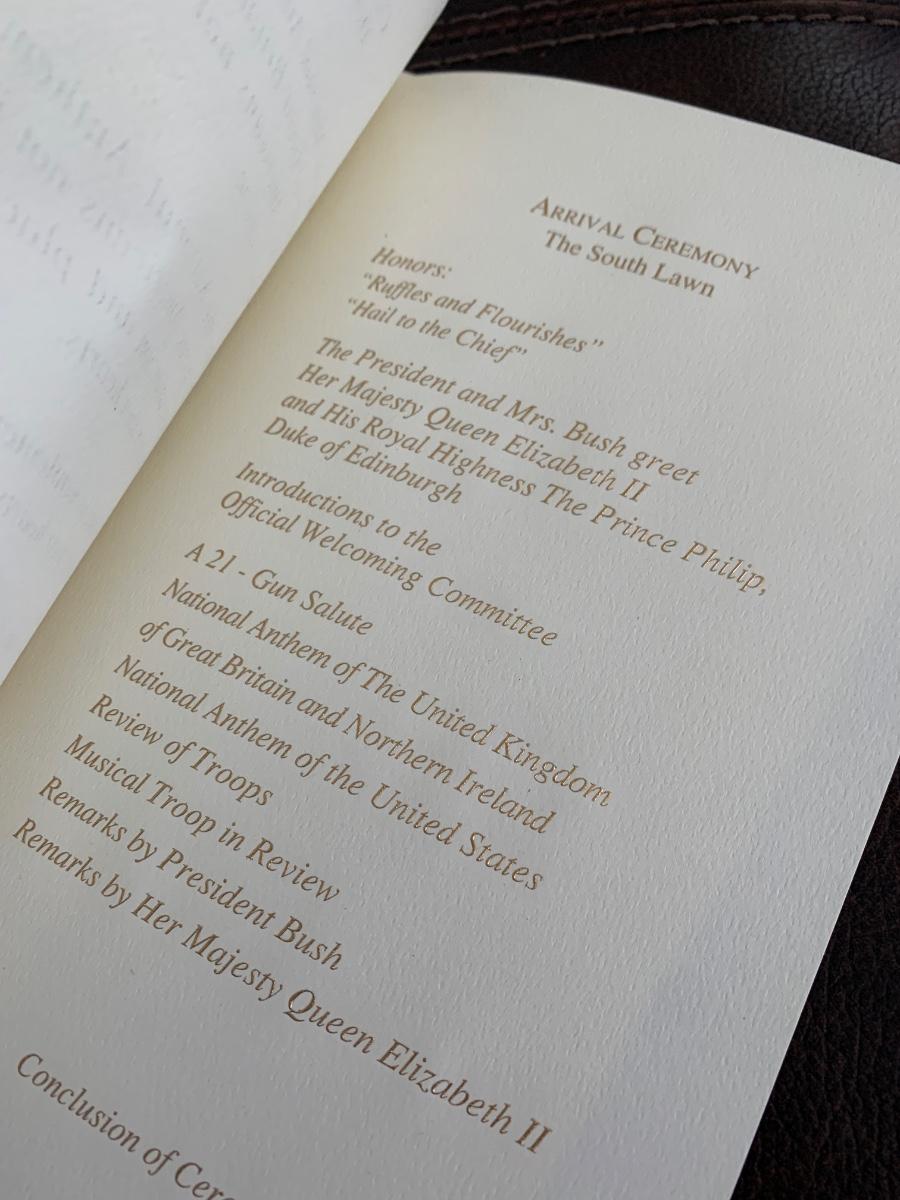 ARRIVAL CEREMONY
The South Lawn
Honors:
“Ruffles and Flourishes”
“Hail to the Chief”
The President and Mrs. Bush greet
Her Majesty Queen Elizabeth II
and His Royal Highness The Prince Philip,
Duke of Edinburgh
Introductions to the
Official Welcoming Committee
A 21 - Gun Salute
National Anthem of The United Kingdom
of Great Britain and Northern Ireland
National Anthem of the United States
Review of Troops
Musical Troop in Review
Remarks by President Bush
Remarks by Her Majesty Queen Elizabeth II
Conclusion of